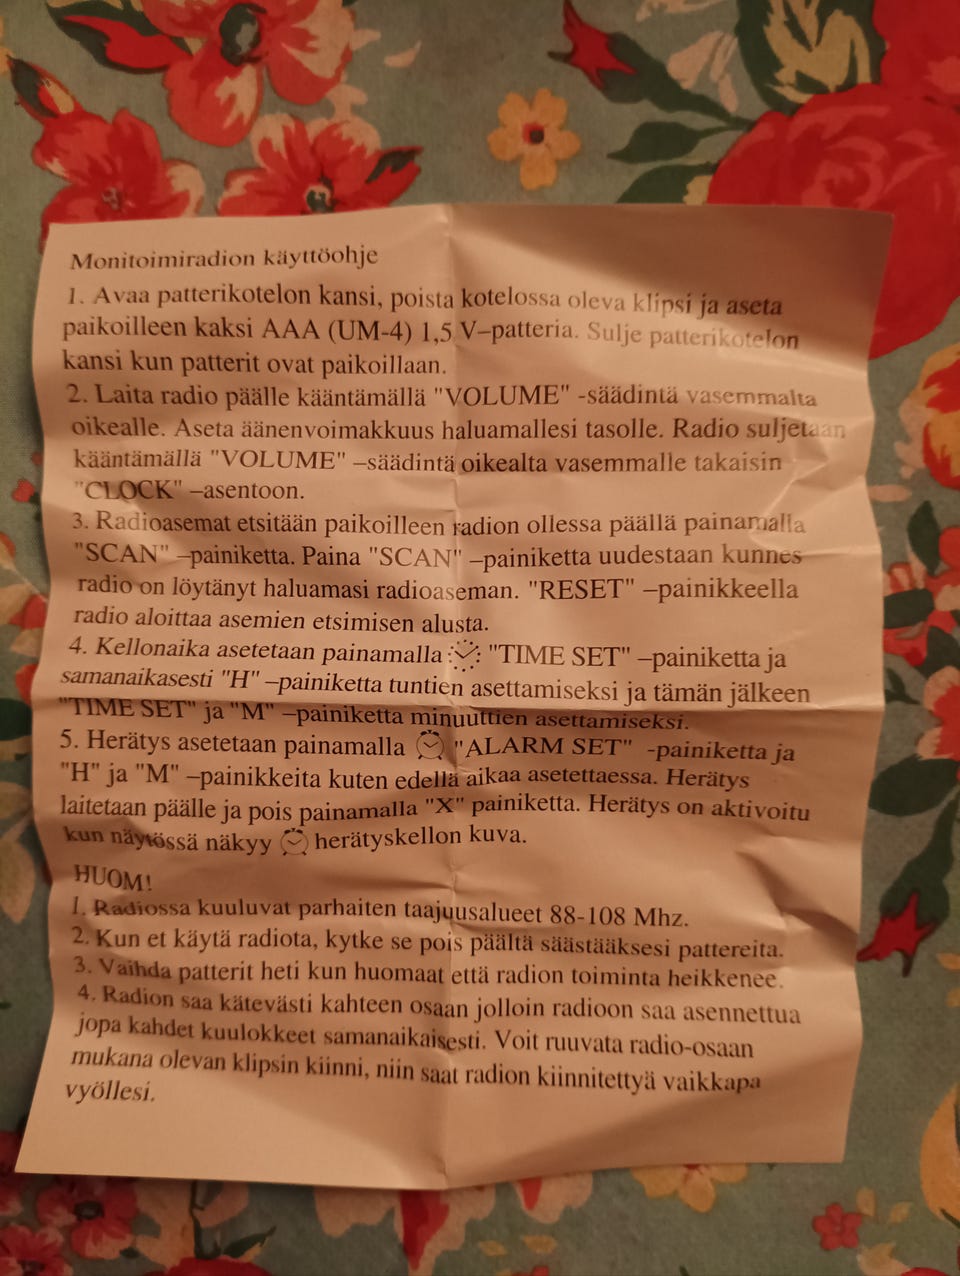 Monitoimiradion käyttöohje
1. Avaa patterikotelon kansi, poista kotelossa oleva klipsi ja aseta
paikoilleen kaksi AAA (UM-4) 1,5 V–patteria. Sulje patterikotelon
kansi kun patterit ovat paikoillaan.
2. Laita radio päälle kääntämällä "VOLUME" -säädintä vasemmalta
oikealle. Aseta äänenvoimakkuus haluamallesi tasolle. Radio suljetaan
kääntämällä "VOLUME" –säädintä oikealta vasemmalle takaisin
"CLOCK" –asentoon.
3. Radioasemat etsitään paikoilleen radion ollessa päällä painamalla
"SCAN" –painiketta. Paina "SCAN" –painiketta uudestaan kunnes
radio on löytänyt haluamasi radioaseman. "RESET" –painikkeella
radio aloittaa asemien etsimisen alusta.
4. Kellonaika asetetaan painamalla "TIME SET" –painiketta ja
samanaikasesti "H" –painiketta tuntien asettamiseksi ja tämän jälkeen
"TIME SET" ja "M" –painiketta minuuttien asettamiseksi.
5. Herätys asetetaan painamalla "ALARM SET" -painiketta ja
"H" ja "M" –painikkeita kuten edellä aikaa asetettaessa. Herätys
laitetaan päälle ja pois painamalla "X" painiketta. Herätys on aktivoitu
kun näytössä näkyy herätyskellon kuva.
HUOM!
1. Radiossa kuuluvat parhaiten taajuusalueet 88-108 Mhz.
2. Kun et käytä radiota, kytke se pois päältä säästääksesi pattereita.
3. Vaihda patterit heti kun huomaat että radion toiminta heikkenee.
4. Radion saa kätevästi kahteen osaan jolloin radioon saa asennettua
jopa kahdet kuulokkeet samanaikaisesti. Voit ruuvata radio-osaan
mukana olevan klipsin kiinni, niin saat radion kiinnitettyä vaikkapa
vyöllesi.